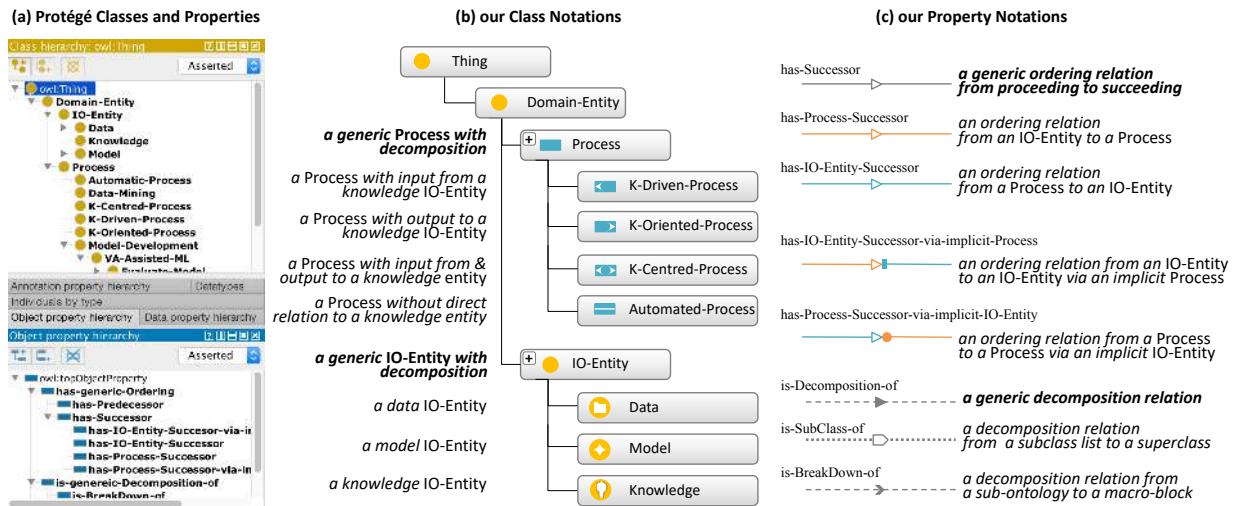 (a) Protégé Classes and Properties
Class hierarchy: owl:Thing
Asserted
owl:Thing
Domain-Entity
IO-Entity
Data
Knowledge
Model
Process
Automatic-Process
Data-Mining
K-Centred-Process
K-Driven-Process
K-Oriented-Process
Model-Development
VA-Assisted-ML
Evaluate-Model
Annotation property hierarchy
Datatypes
Individuals by type
Object property hierarchy
Data property hierarchy
Object property hierarchy
Asserted
owl:topObjectProperty
has-generic-Ordering
has-Predecessor
has-Successor
has-IO-Entity-Succesor-via-ir
has-IO-Entity-Successor
has-Process-Successor
has-Process-Successor-via-in
is-genereic-Decomposition-of
is-BreakDown-of
(b) our Class Notations
Thing
Domain-Entity
a generic Process with
decomposition
Process
a Process with input from a
knowledge IO-Entity
K-Driven-Process
a Process with output to a
knowledge IO-Entity
K-Oriented-Process
a Process with input from &
output to a knowledge entity
K-Centred-Process
a Process without direct
relation to a knowledge entity
Automated-Process
a generic IO-Entity with
decomposition
IO-Entity
a data IO-Entity
Data
a model IO-Entity
Model
a knowledge IO-Entity
Knowledge
(c) our Property Notations
has-Successor
a generic ordering relation
from proceeding to succeeding
has-Process-Successor
an ordering relation
from an IO-Entity to a Process
has-IO-Entity-Successor
an ordering relation
from a Process to an IO-Entity
has-IO-Entity-Successor-via-implicit-Process
an ordering relation from an IO-Entity
to an IO-Entity via an implicit Process
has-Process-Successor-via-implicit-IO-Entity
an ordering relation from a Process
to a Process via an implicit IO-Entity
is-Decomposition-of
a generic decomposition relation
is-SubClass-of
a decomposition relation
from a subclass list to a superclass
is-BreakDown-of
a decomposition relation from
a sub-ontology to a macro-block